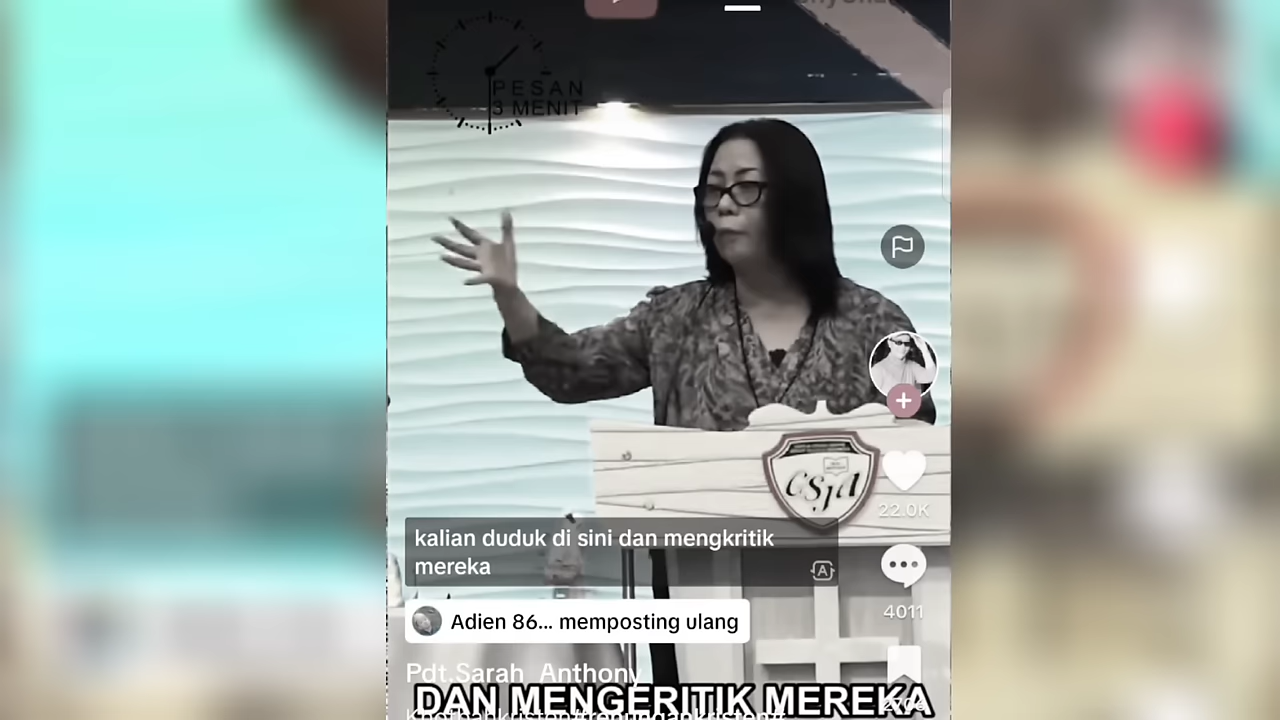 PESAN
3 MENIT
csjd
22.0K
kalian duduk di sini dan mengkritik
mereka
A
4011
Adien 86... memposting ulang
Pdt.Sarah Anthony
DAN MENGERITIK MEREKA